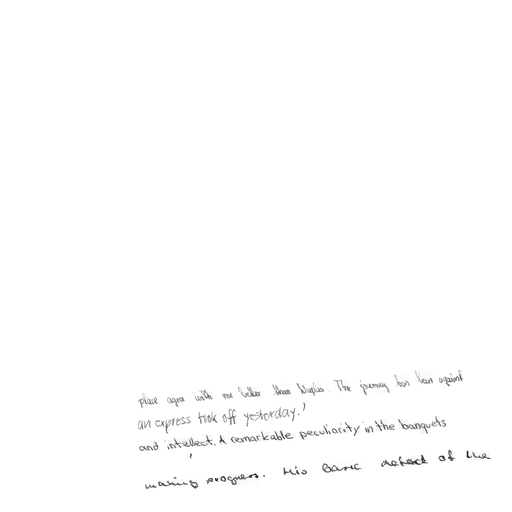 place agree with me better than Naples. The journey has been against
an express took off yesterday.'
and intellect. A remarkable peculiarity in the banquets
making progress. His basic defect of the